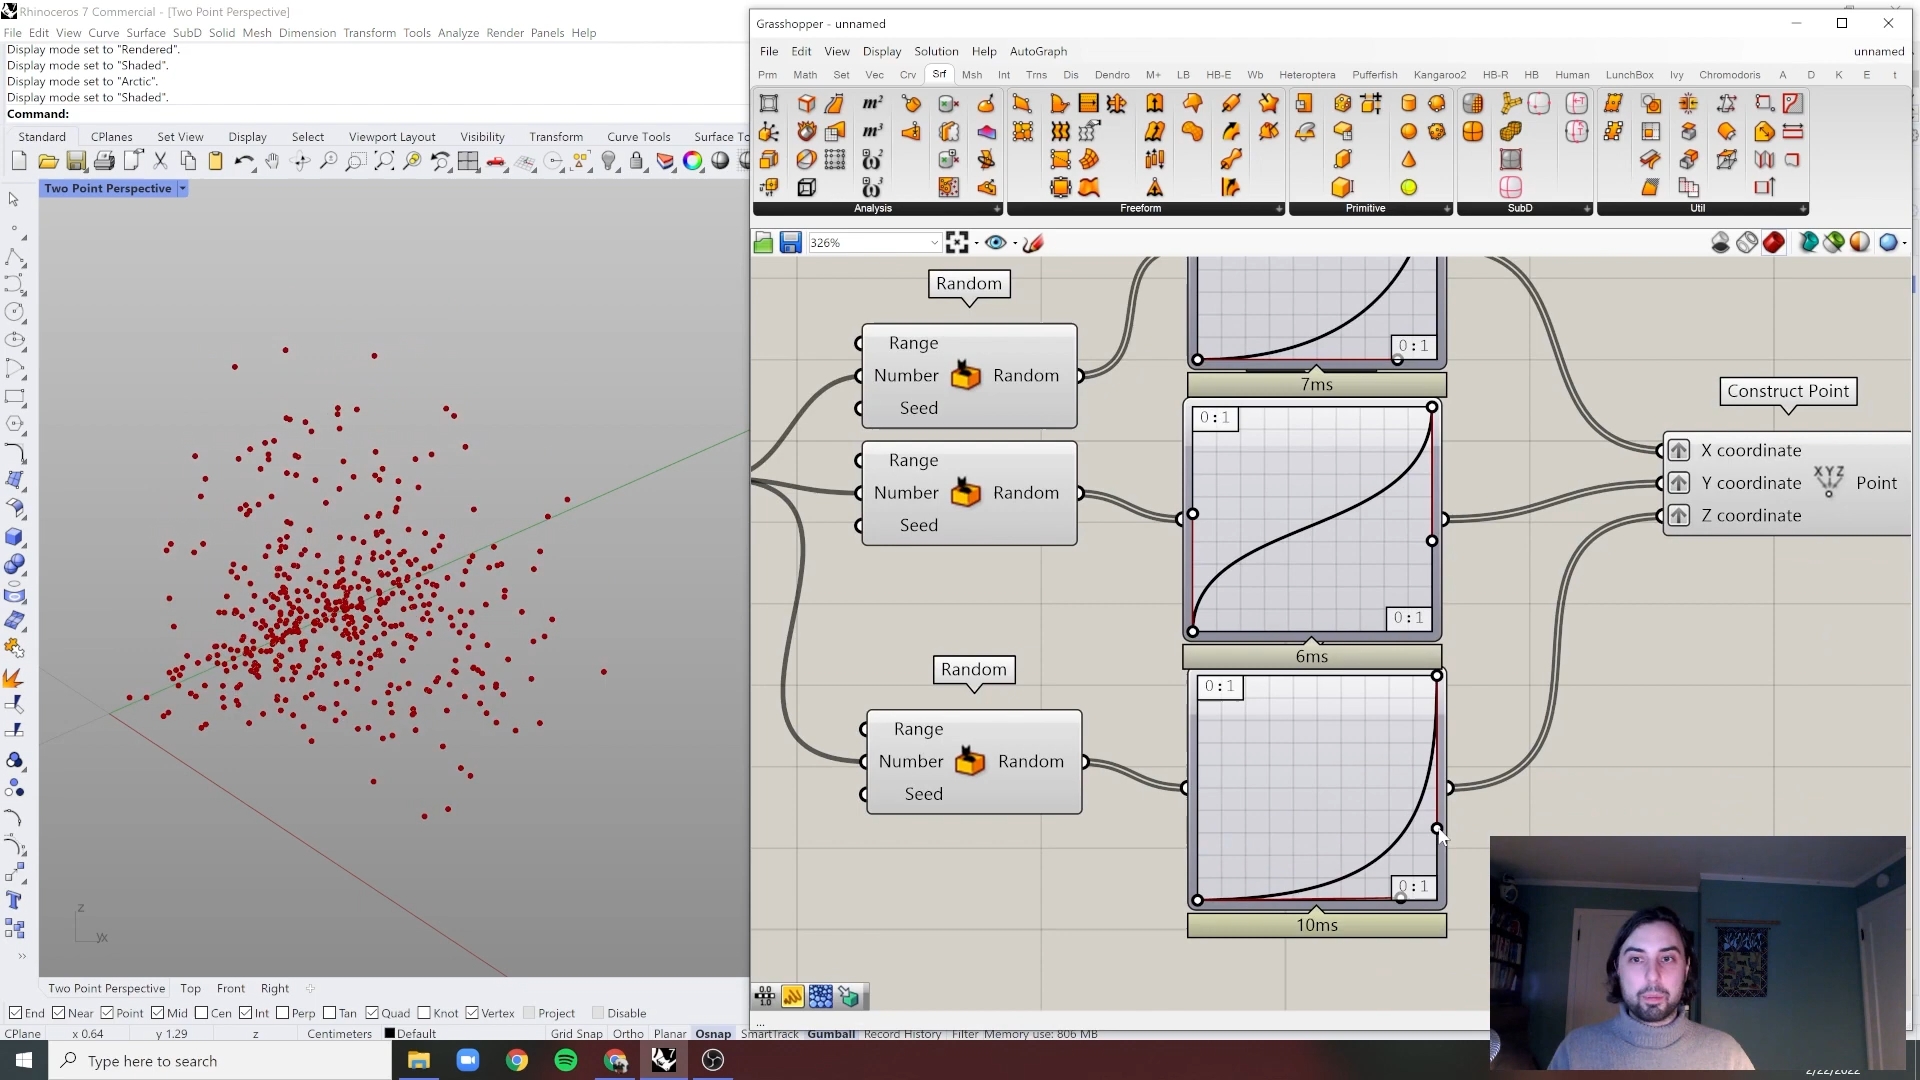 Rhinoceros 7 Commercial - [Two Point Perspective]
File Edit View Curve Surface SubD Solid Mesh Dimension Transform Tools Analyze Render Panels Help
Display mode set to "Rendered".
Display mode set to "Shaded".
Display mode set to "Arctic".
Display mode set to "Shaded".
Command:
Standard CPlanes Set View Display Select Viewport Layout Visibility Transform Curve Tools Surface To
Two Point Perspective
z
yx
Two Point Perspective Top Front Right
End Near Point Mid Cen Int Perp Tan Quad Knot Vertex Project Disable
CPlane x 0.64 y 1.29 z Centimeters Default Grid Snap Ortho Planar Osnap SmartTrack Gumball Record History Filter Memory use: 806 MB
Grasshopper - unnamed
File Edit View Display Solution Help AutoGraph unnamed
Prm Math Set Vec Crv Srf Msh Int Trns Dis Dendro M+ LB HB-E Wb Heteroptera Pufferfish Kangaroo2 HB-R HB Human LunchBox Ivy Chromodoris A D K E t
m²
m³
Analysis Freeform Primitive SubD Util
326%
Random
Range
Number Random
Seed
Range
Number Random
Seed
Random
Range
Number Random
Seed
0:1
7ms
0:1
0:1
6ms
0:1
0:1
10ms
Construct Point
X coordinate
Y coordinate XYZ Point
Z coordinate
...
Type here to search
2/22/2022